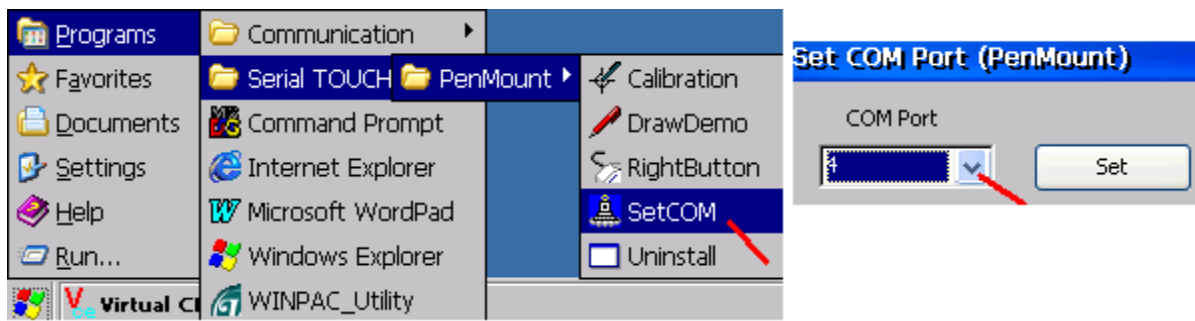 Programs
Favorites
Documents
Settings
Help
Run...
Virtual C
Communication
Serial TOUCH
Command Prompt
Internet Explorer
Microsoft WordPad
Windows Explorer
WINPAC_Utility
PenMount
Calibration
DrawDemo
RightButton
SetCOM
Uninstall
Set COM Port (PenMount)
COM Port
4
Set